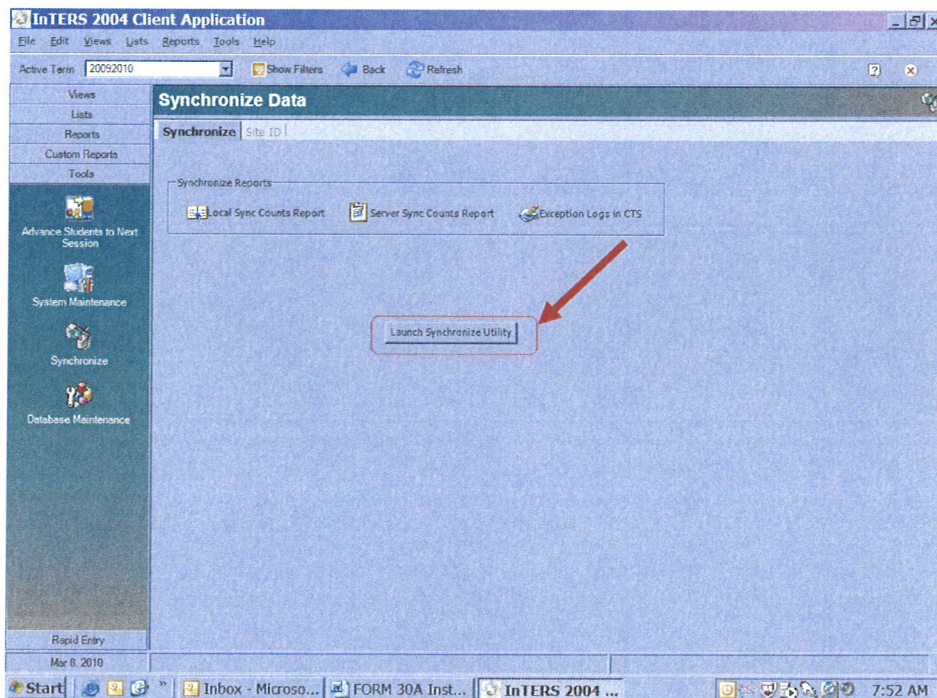 InTERS 2004 Client Application
File Edit Views Lists Reports Tools Help
Active Term 20092010 Show Filters Back Refresh
Views
Lists
Reports
Custom Reports
Tools
Advance Students to Next
Session
System Maintenance
Synchronize
Database Maintenance
Rapid Entry
Mar 8, 2010
Synchronize Data
Synchronize Site ID
Synchronize Reports
Local Sync Counts Report Server Sync Counts Report Exception Logs in CTS
Launch Synchronize Utility
Start » Inbox - Microso... FORM 30A Inst... InTERS 2004 ... 7:52 AM